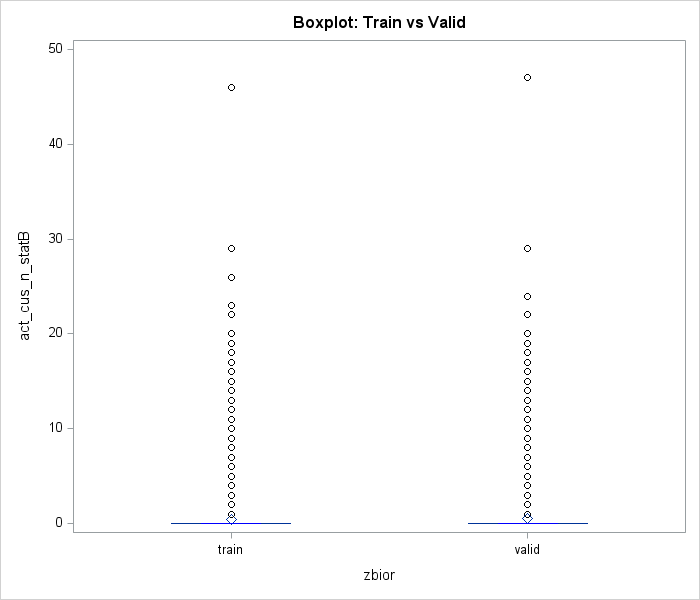 Boxplot: Train vs Valid
50
40
30
20
10
0
act_cus_n_statB
train
valid
zbior